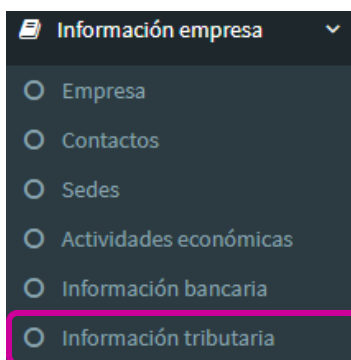 Información empresa
Empresa
Contactos
Sedes
Actividades económicas
Información bancaria
Información tributaria